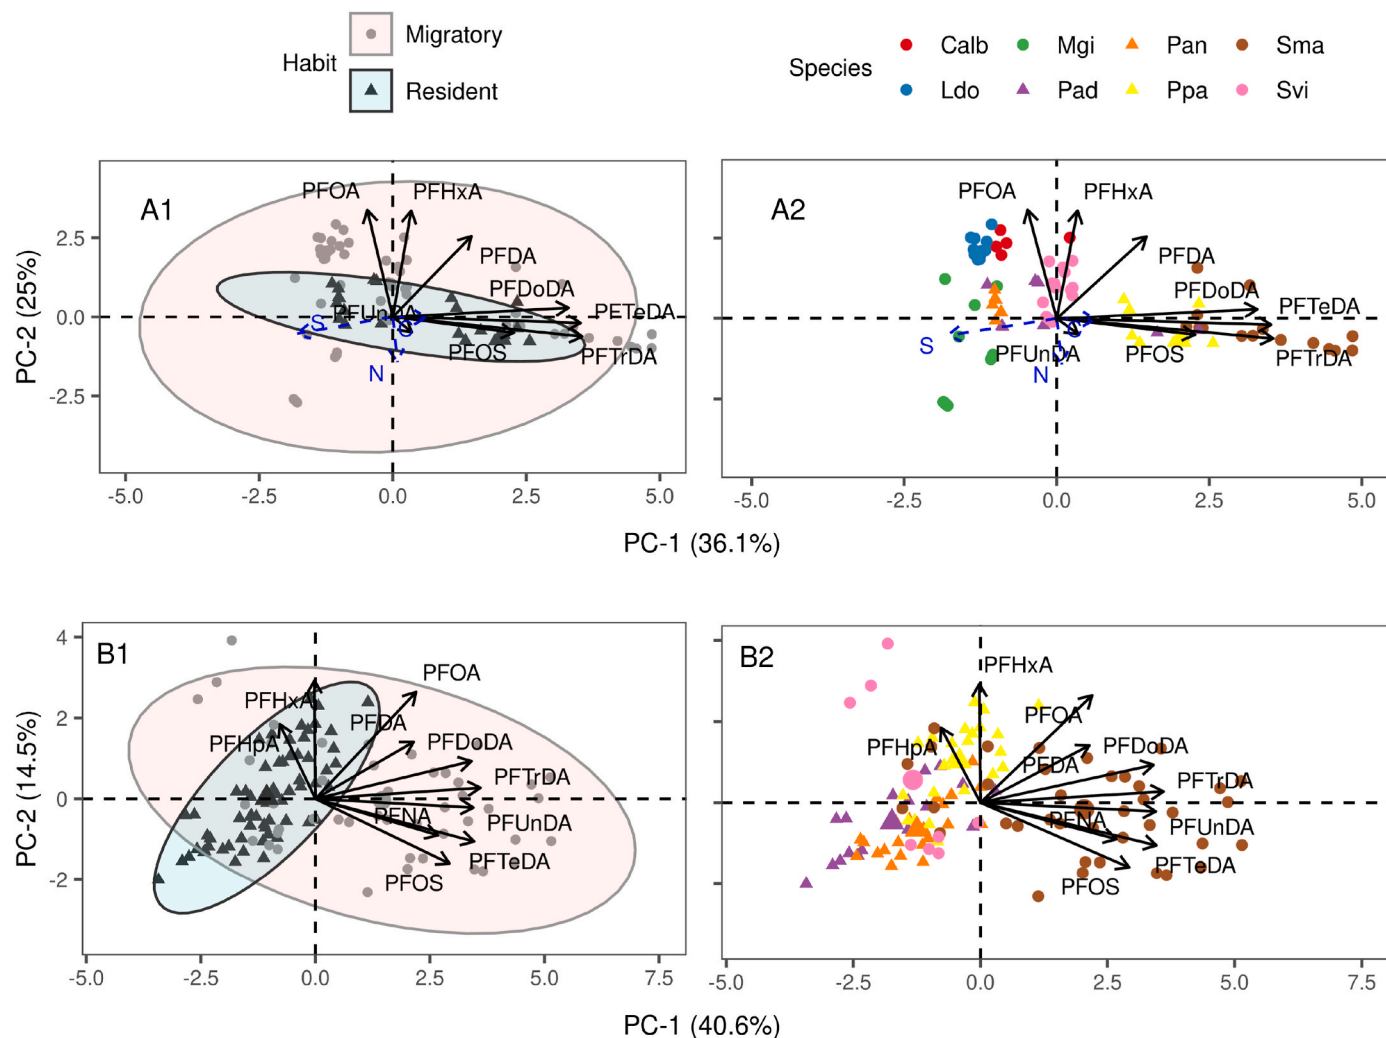 Habit
Migratory
Resident
Species
Calb Mgi Pan Sma
Ldo Pad Ppa Svi
A1
PFOA PFHxA
PFDA
PFDoDA
PFTeDA
PFUnDA
S C
PFOS PFTrDA
N
2.5
0.0
-2.5
PC-2 (25%)
-5.0 -2.5 0.0 2.5 5.0
A2
PFOA PFHxA
PFDA
PFDoDA
PFTeDA
S C
PFUnDA PFOS PFTrDA
N
-5.0 -2.5 0.0 2.5 5.0
PC-1 (36.1%)
B1
PFOA
PFHxA
PFDA
PFHpA PFDoDA
PFTrDA
PFNA PFUnDA
PFTeDA
PFOS
4
2
0
-2
PC-2 (14.5%)
-5.0 -2.5 0.0 2.5 5.0 7.5
B2
PFHxA
PFOA
PFHpA PFDoDA
PFDA
PFTrDA
PFNA PFUnDA
PFTeDA
PFOS
-5.0 -2.5 0.0 2.5 5.0 7.5
PC-1 (40.6%)